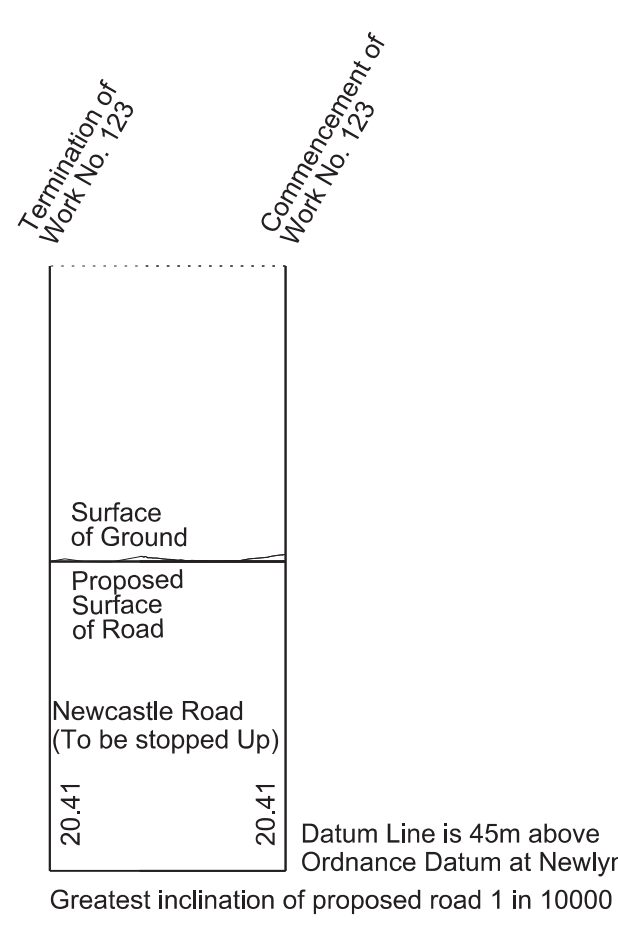 Termination of
Work No. 123
Commencement of
Work No. 123
Surface
of Ground
Proposed
Surface
of Road
Newcastle Road
(To be stopped Up)
20.41
20.41
Datum Line is 45m above
Ordnance Datum at Newlyn
Greatest inclination of proposed road 1 in 10000